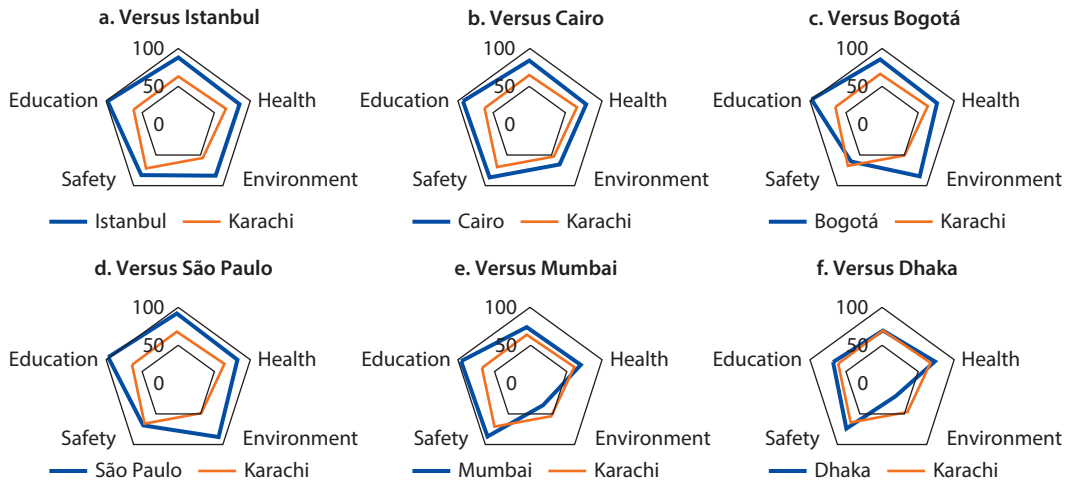 a. Versus Istanbul
100
50
0
Education
Health
Safety
Environment
Istanbul Karachi
b. Versus Cairo
100
50
0
Education
Health
Safety
Environment
Cairo Karachi
c. Versus Bogotá
100
50
0
Education
Health
Safety
Environment
Bogotá Karachi
d. Versus São Paulo
100
50
0
Education
Health
Safety
Environment
São Paulo Karachi
e. Versus Mumbai
100
50
0
Education
Health
Safety
Environment
Mumbai Karachi
f. Versus Dhaka
100
50
0
Education
Health
Safety
Environment
Dhaka Karachi